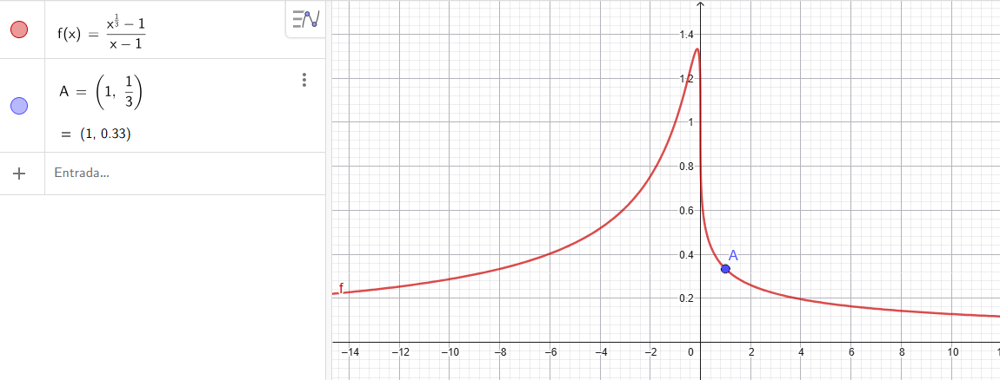 f(x) = (x^(1/3) − 1)/(x − 1)
A = (1, 1/3)
= (1, 0.33)
+ Entrada...
1.4
1.2
1
0.8
0.6
A
0.4
f
0.2
−14 −12 −10 −8 −6 −4 −2 0 2 4 6 8 10